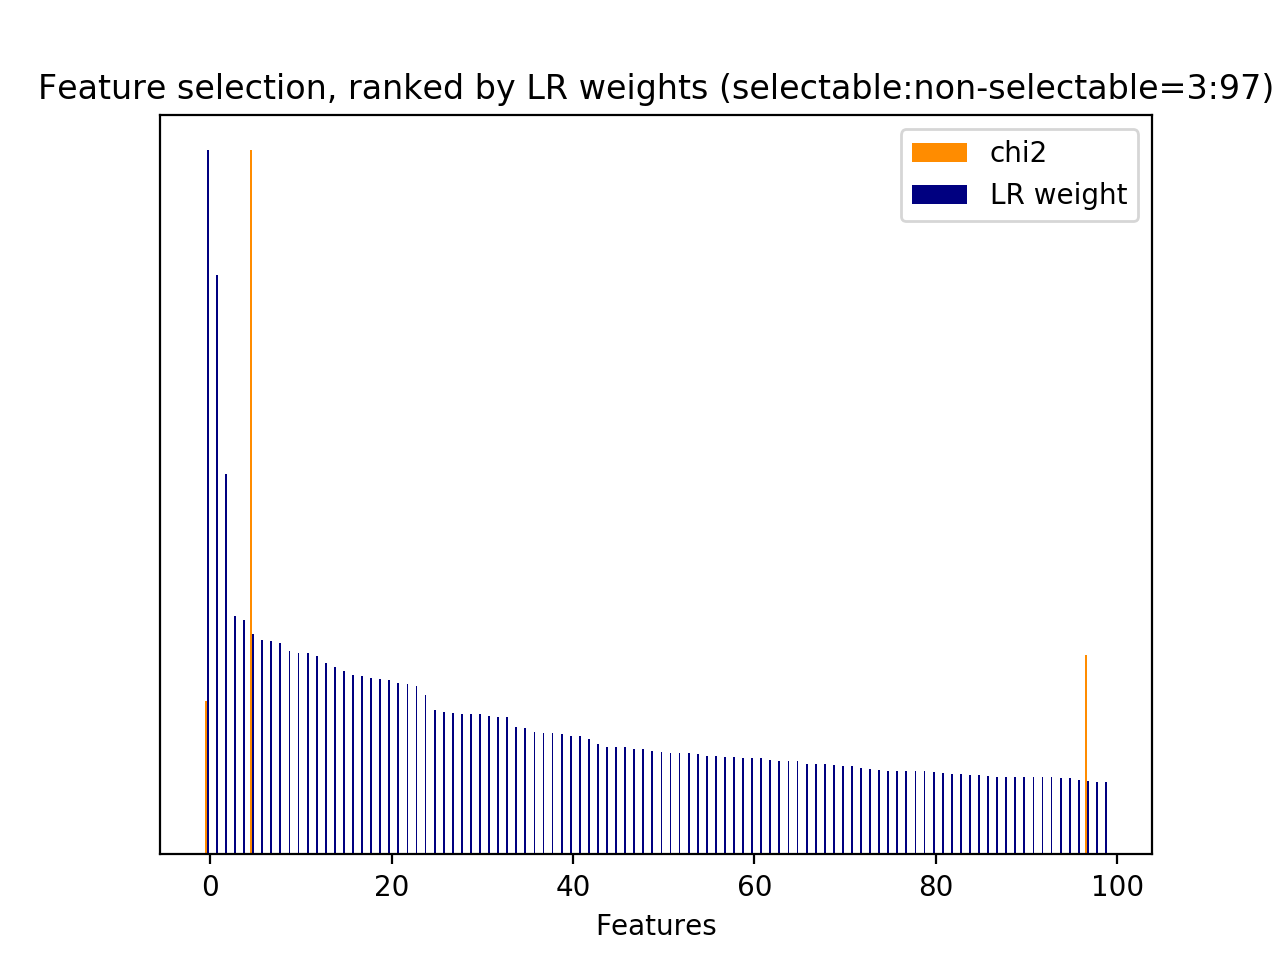 Feature selection, ranked by LR weights (selectable:non-selectable=3:97)
chi2
LR weight
0 20 40 60 80 100
Features